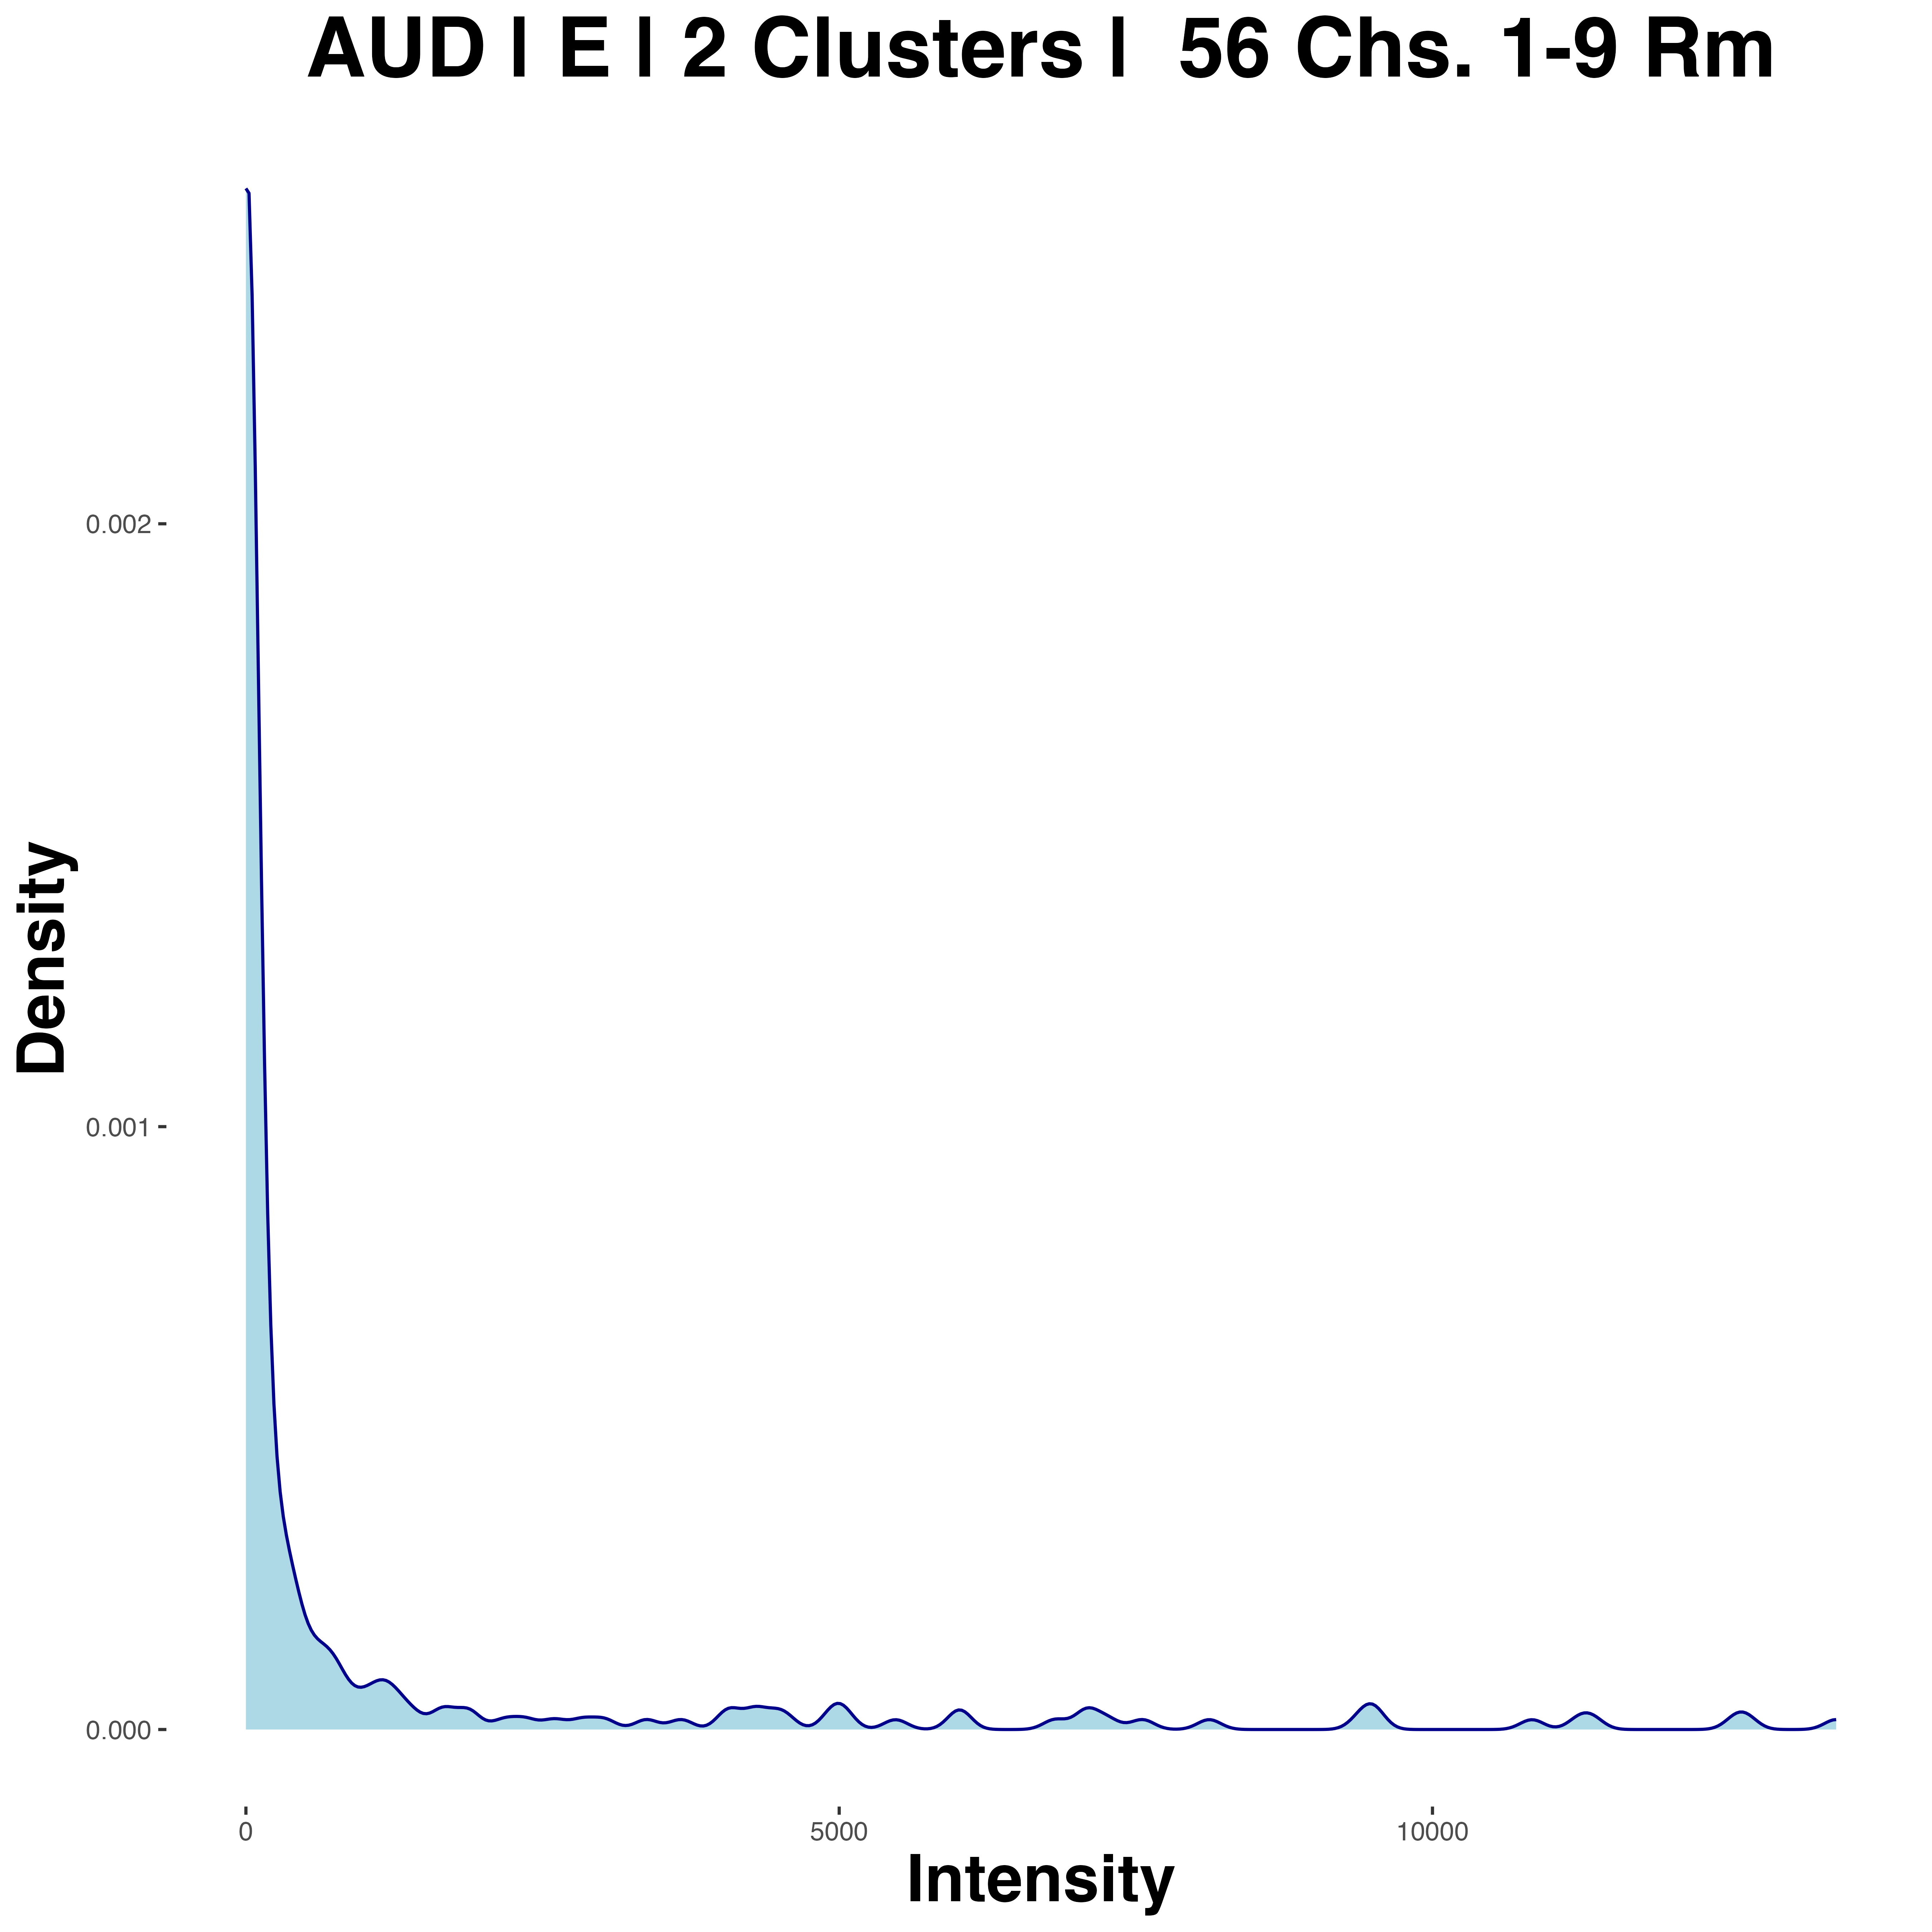 AUD | E | 2 Clusters |  56 Chs. 1-9 Rm
Density
0.002
0.001
0.000
0
5000
10000
Intensity